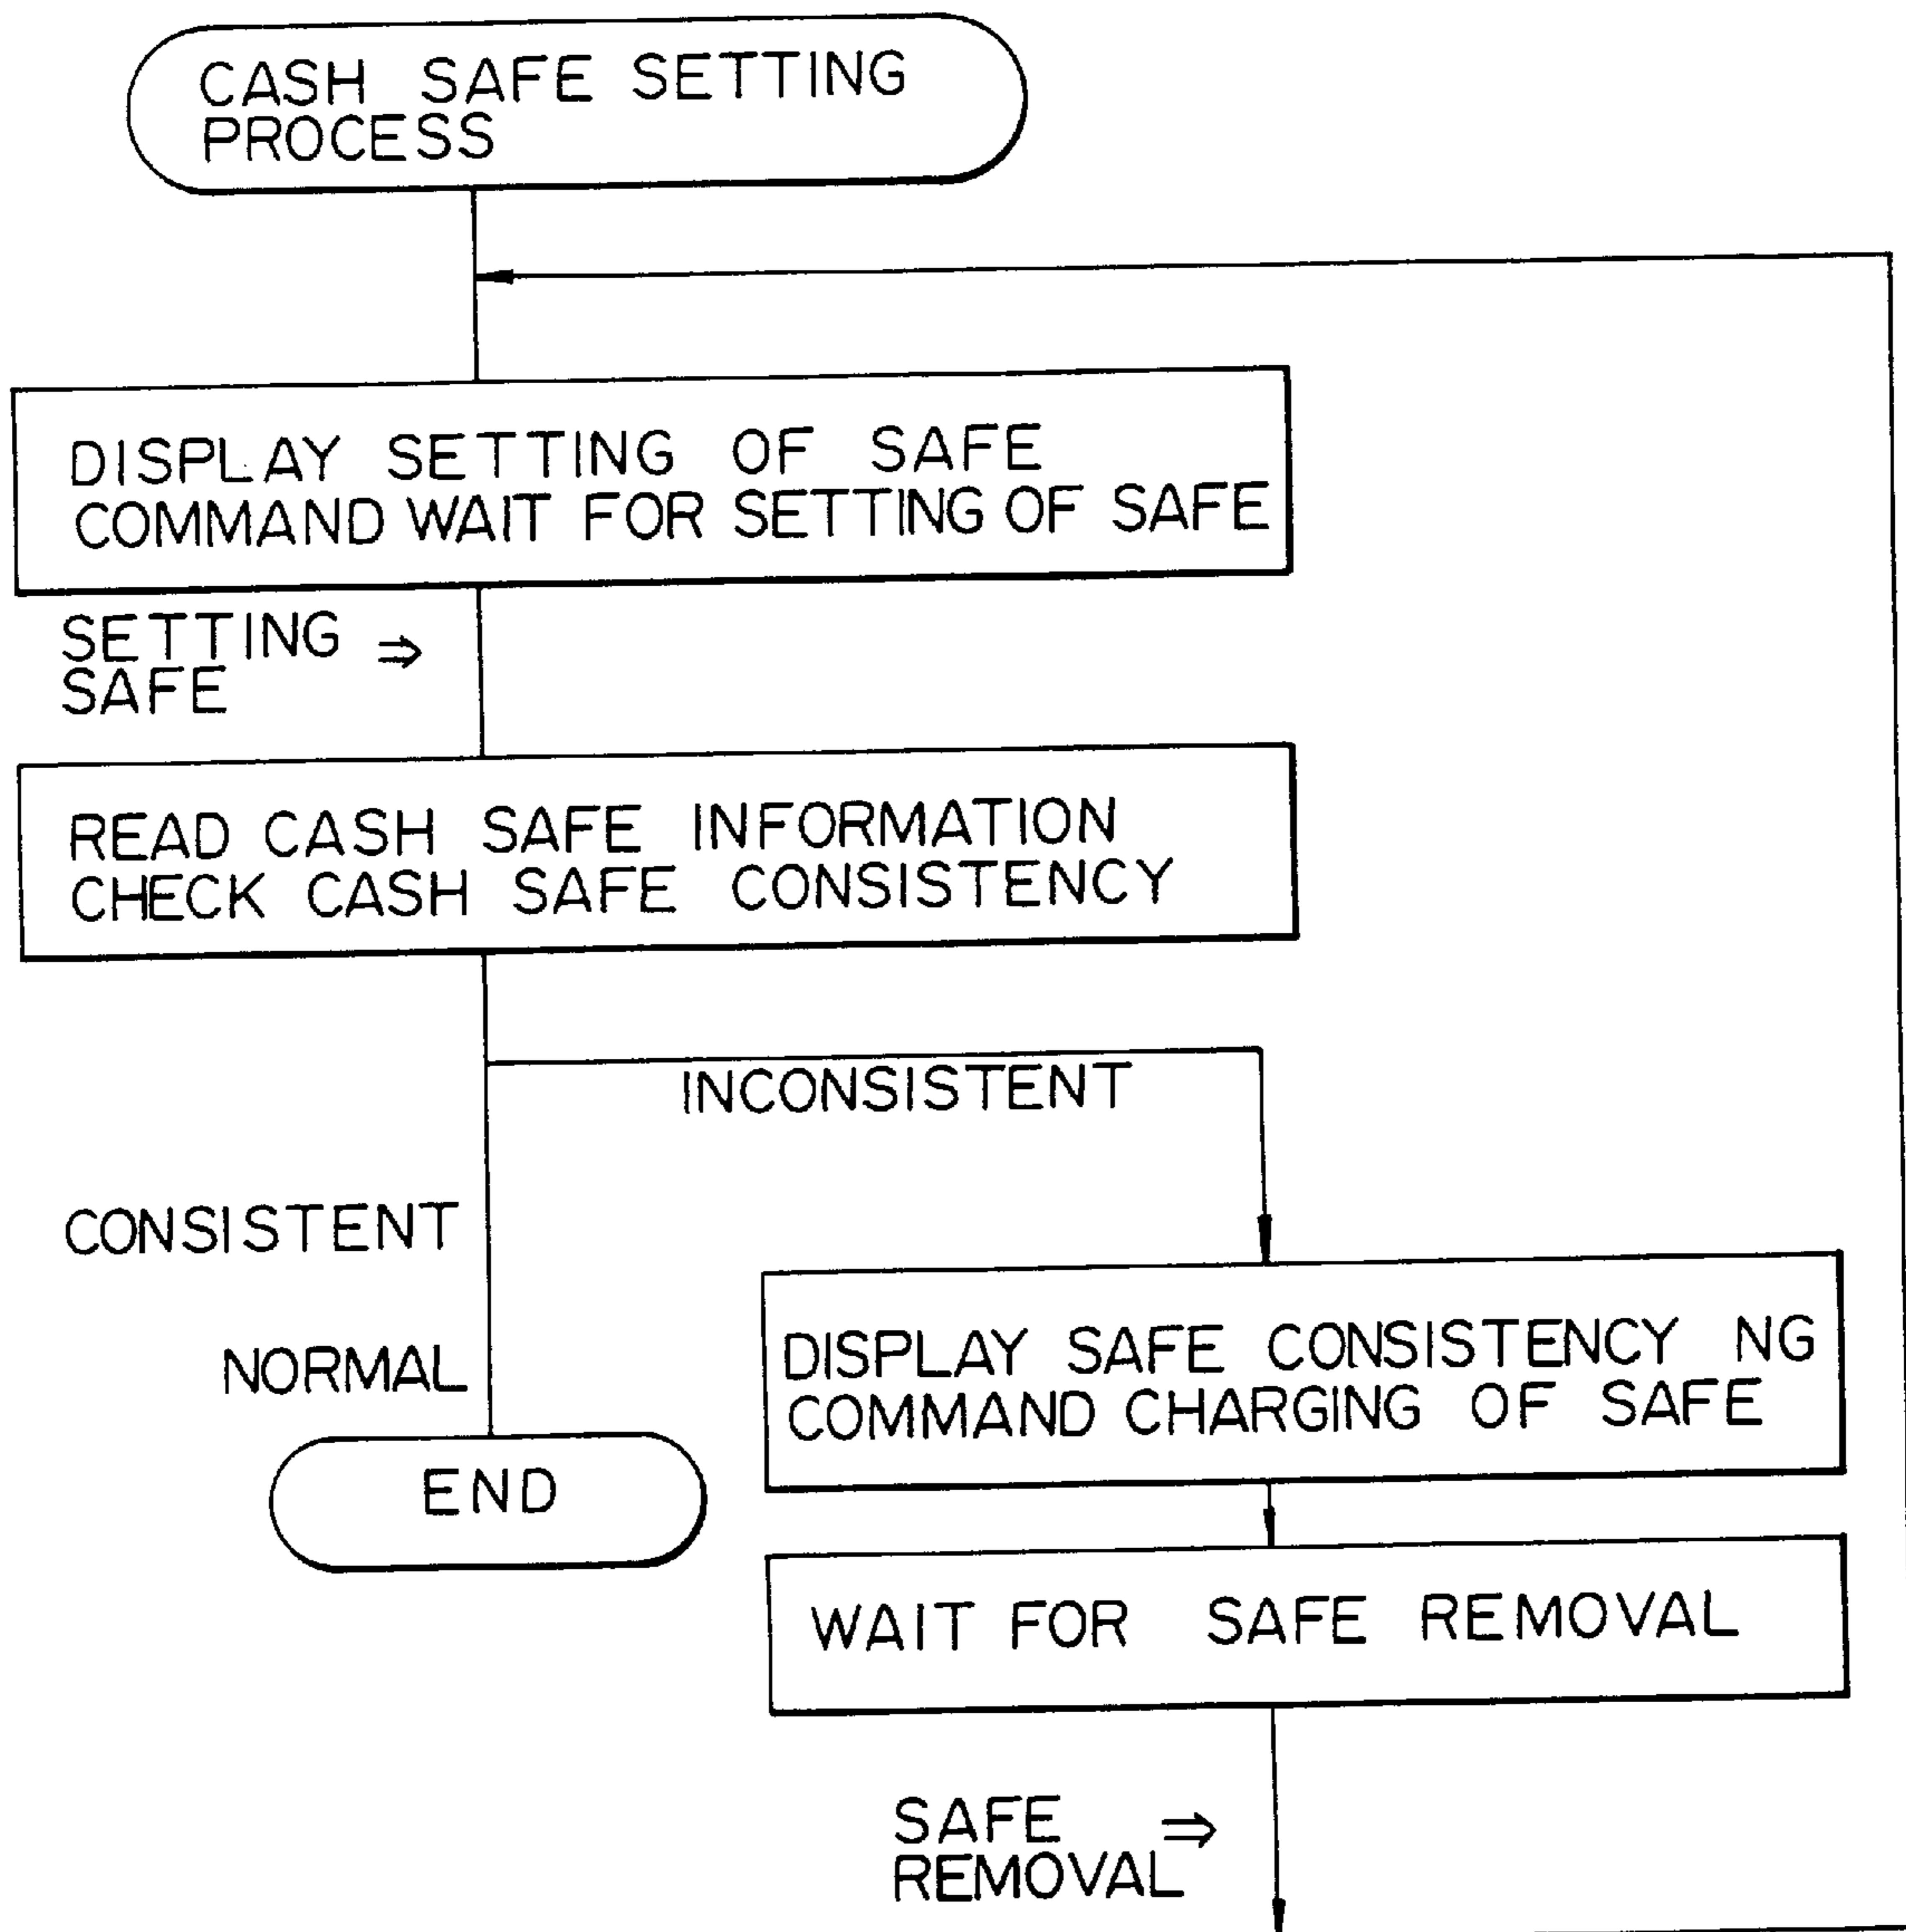 CASH SAFE SETTING
PROCESS
DISPLAY SETTING OF SAFE
COMMAND WAIT FOR SETTING OF SAFE
SETTING ⇒
SAFE
READ CASH SAFE INFORMATION
CHECK CASH SAFE CONSISTENCY
INCONSISTENT
CONSISTENT
NORMAL
DISPLAY SAFE CONSISTENCY NG
COMMAND CHARGING OF SAFE
END
WAIT FOR SAFE REMOVAL
SAFE ⇒
REMOVAL